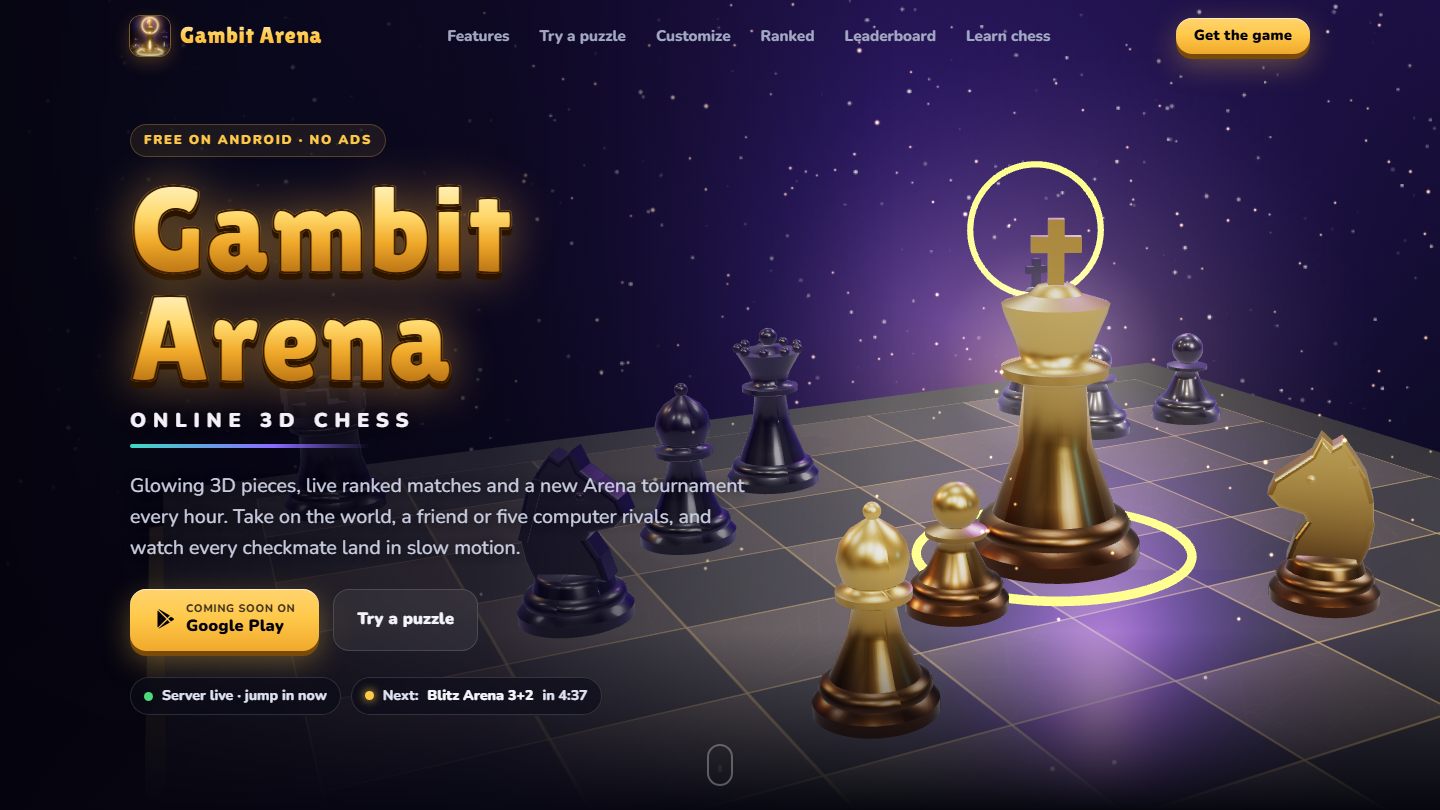 Gambit Arena
Features
Try a puzzle
Customize
Ranked
Leaderboard
Learn chess
Get the game
FREE ON ANDROID · NO ADS
Gambit
Arena
ONLINE 3D CHESS
Glowing 3D pieces, live ranked matches and a new Arena tournament
every hour. Take on the world, a friend or five computer rivals, and
watch every checkmate land in slow motion.
COMING SOON ON
Google Play
Try a puzzle
Server live · jump in now
Next: Blitz Arena 3+2 in 4:37